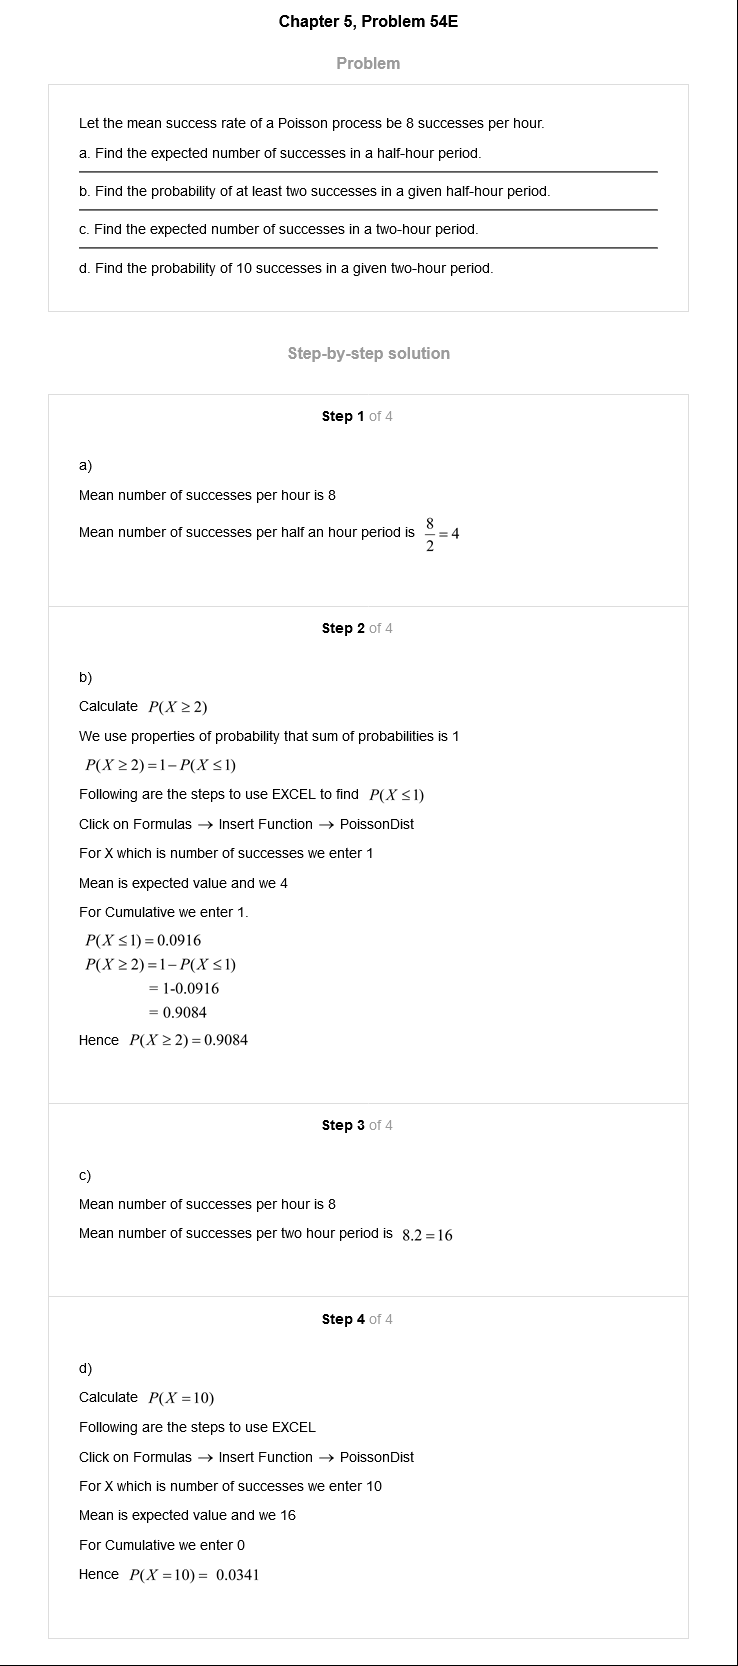 Chapter 5, Problem 54E
Problem
Let the mean success rate of a Poisson process be 8 successes per hour.
a. Find the expected number of successes in a half-hour period.
b. Find the probability of at least two successes in a given half-hour period.
c. Find the expected number of successes in a two-hour period.
d. Find the probability of 10 successes in a given two-hour period.
Step-by-step solution
Step 1 of 4
a)
Mean number of successes per hour is 8
Mean number of successes per half an hour period is 8/2 = 4
Step 2 of 4
b)
Calculate P(X ≥ 2)
We use properties of probability that sum of probabilities is 1
P(X ≥ 2) = 1 − P(X ≤ 1)
Following are the steps to use EXCEL to find P(X ≤ 1)
Click on Formulas → Insert Function → PoissonDist
For X which is number of successes we enter 1
Mean is expected value and we 4
For Cumulative we enter 1.
P(X ≤ 1) = 0.0916
P(X ≥ 2) = 1 − P(X ≤ 1)
= 1-0.0916
= 0.9084
Hence P(X ≥ 2) = 0.9084
Step 3 of 4
c)
Mean number of successes per hour is 8
Mean number of successes per two hour period is 8.2 = 16
Step 4 of 4
d)
Calculate P(X = 10)
Following are the steps to use EXCEL
Click on Formulas → Insert Function → PoissonDist
For X which is number of successes we enter 10
Mean is expected value and we 16
For Cumulative we enter 0
Hence P(X = 10) = 0.0341